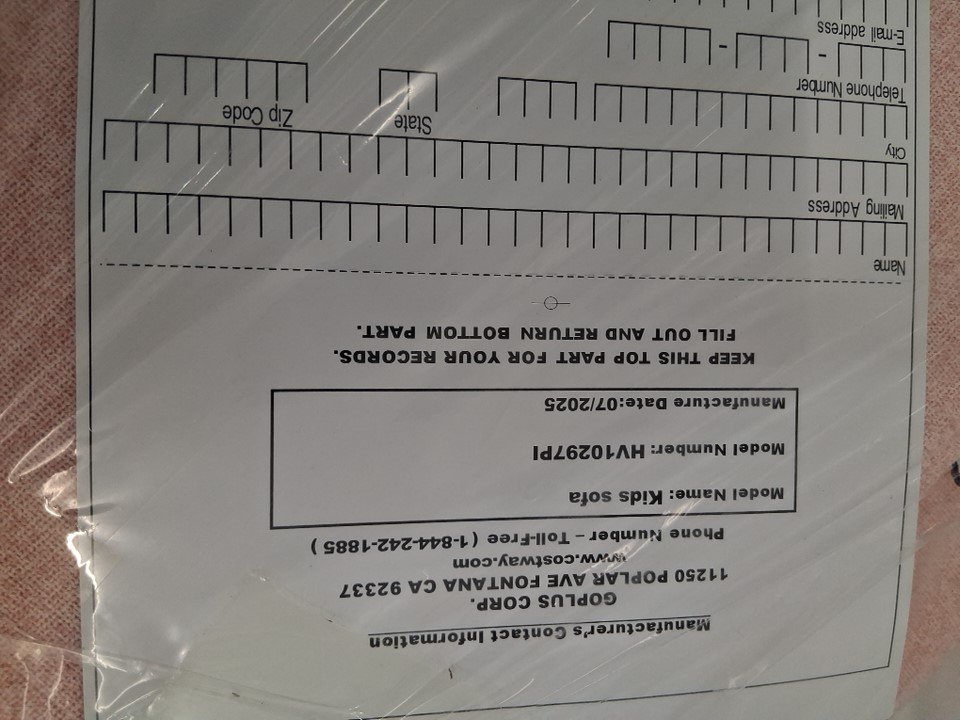 Manufacturer's Contact Information
GOPLUS CORP.
11250 POPLAR AVE FONTANA CA 92337
www.costway.com
Phone Number – Toll-Free ( 1-844-242-1885 )
Model Name: Kids sofa
Model Number: HV10297PI
Manufacture Date:07/2025
KEEP THIS TOP PART FOR YOUR RECORDS.
FILL OUT AND RETURN BOTTOM PART.
Name
Mailing Address
City State Zip Code
Telephone Number
E-mail address